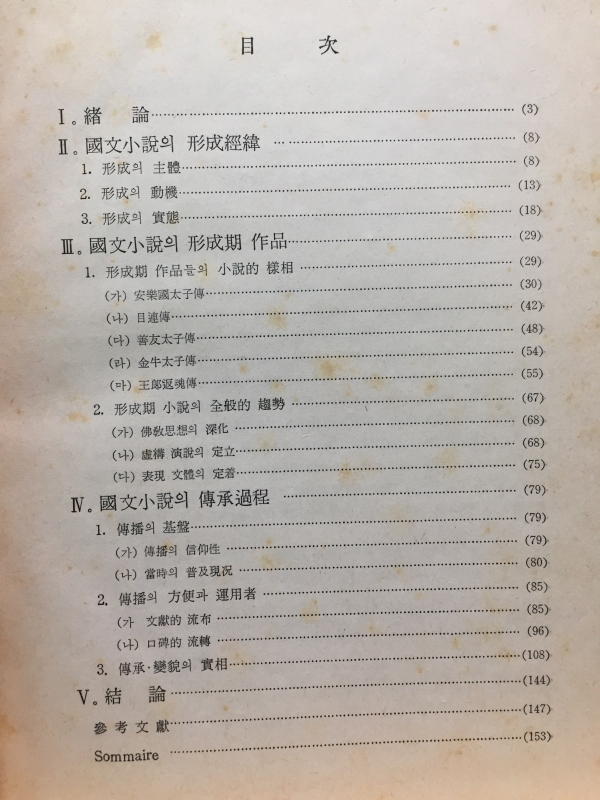 目 次
Ⅰ。緖 論 (3)
Ⅱ。國文小說의 形成經緯 (8)
1. 形成의 主體 (8)
2. 形成의 動機 (13)
3. 形成의 實態 (18)
Ⅲ。國文小說의 形成期 作品 (29)
1. 形成期 作品들의 小說的 樣相 (29)
(가) 安樂國太子傳 (30)
(나) 目連傳 (42)
(다) 善友太子傳 (48)
(라) 金牛太子傳 (54)
(마) 王郞返魂傳 (55)
2. 形成期 小說의 全般的 趨勢 (67)
(가) 佛敎思想의 深化 (68)
(나) 虛構 演說의 定立 (68)
(다) 表現 文體의 定着 (75)
Ⅳ。國文小說의 傳承過程 (79)
1. 傳播의 基盤 (79)
(가) 傳播의 信仰性 (79)
(나) 當時의 普及現况 (80)
2. 傳播의 方便과 運用者 (85)
(가 文獻的 流布 (85)
(나) 口碑的 流轉 (96)
3. 傳承·變貌의 實相 (108)
Ⅴ。結 論 (144)
參考文獻 (147)
Sommaire (153)